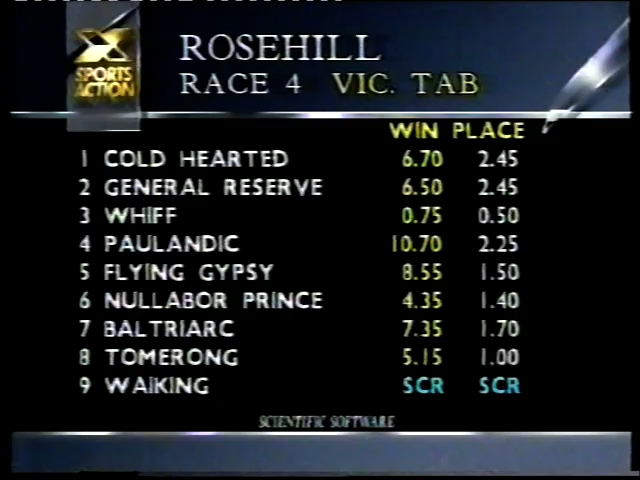 ROSEHILL
X SPORTS ACTION
RACE 4 VIC. TAB
WIN PLACE
1 COLD HEARTED 6.70 2.45
2 GENERAL RESERVE 6.50 2.45
3 WHIFF 0.75 0.50
4 PAULANDIC 10.70 2.25
5 FLYING GYPSY 8.55 1.50
6 NULLABOR PRINCE 4.35 1.40
7 BALTRIARC 7.35 1.70
8 TOMERONG 5.15 1.00
9 WAIKING SCR SCR
SCIENTIFIC SOFTWARE